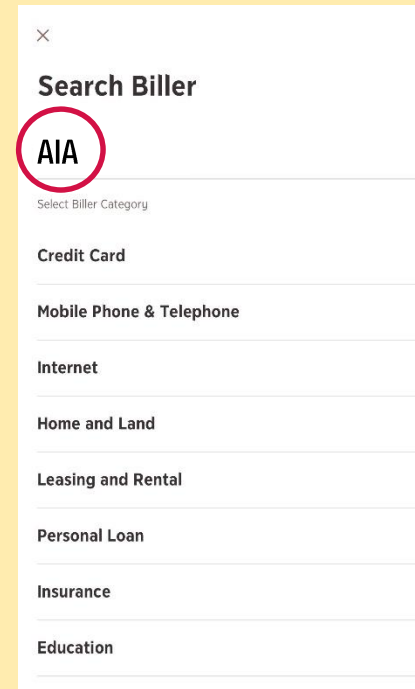 Search Biller
AIA
Select Biller Category
Credit Card
Mobile Phone & Telephone
Internet
Home and Land
Leasing and Rental
Personal Loan
Insurance
Education